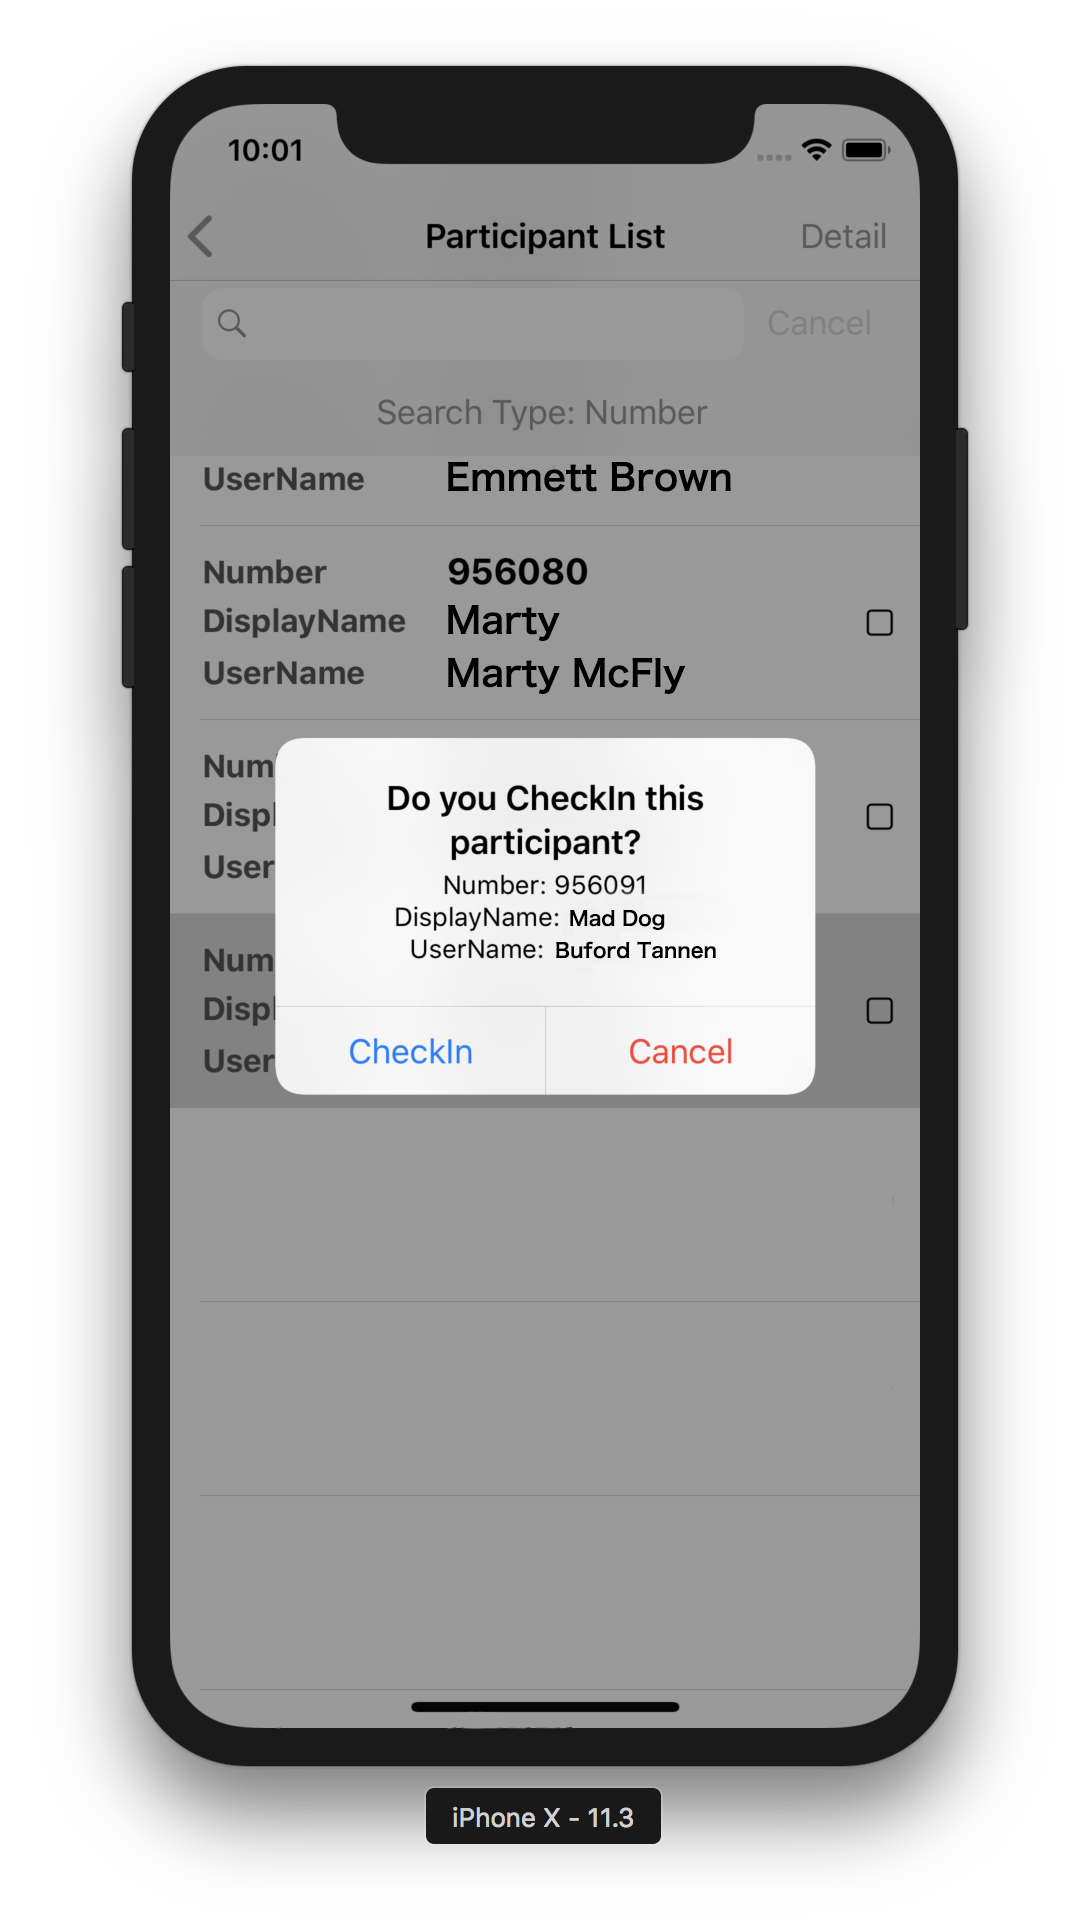 10:01
Participant List Detail
Cancel
Search Type: Number
UserName Emmett Brown
Number 956080
DisplayName Marty
UserName Marty McFly
Num
Displ
User
Do you CheckIn this
participant?
Number: 956091
DisplayName: Mad Dog
UserName: Buford Tannen
Num
Displ
User
CheckIn Cancel
iPhone X - 11.3